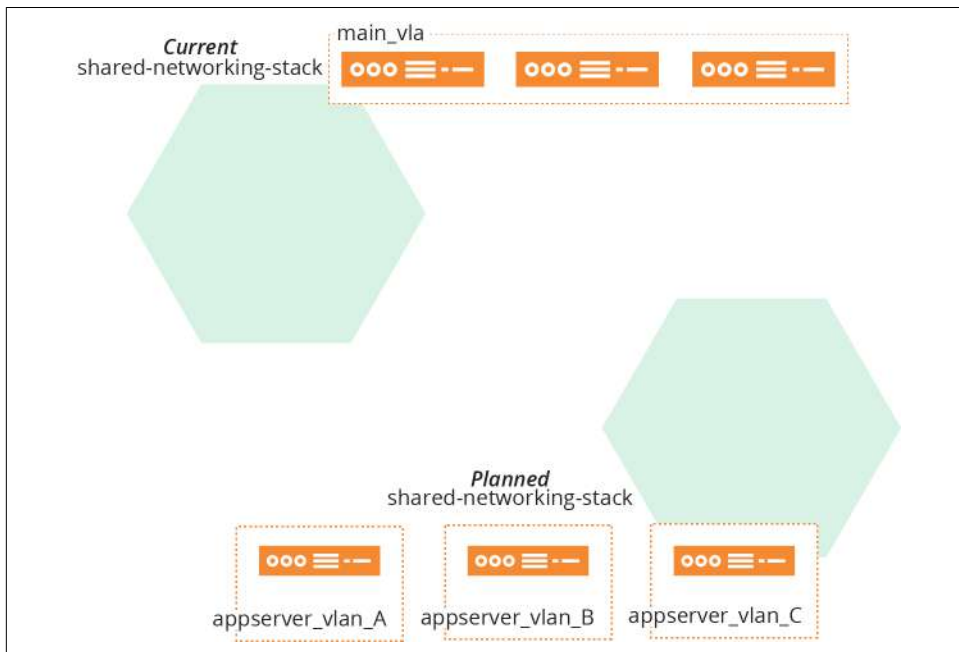 Current
shared-networking-stack
main_vla
Planned
shared-networking-stack
appserver_vlan_A
appserver_vlan_B
appserver_vlan_C